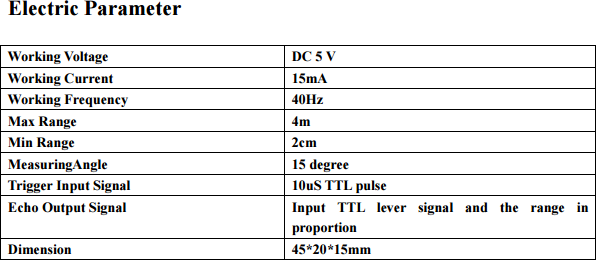 Electric Parameter
Working Voltage DC 5 V
Working Current 15mA
Working Frequency 40Hz
Max Range 4m
Min Range 2cm
MeasuringAngle 15 degree
Trigger Input Signal 10uS TTL pulse
Echo Output Signal Input TTL lever signal and the range in
proportion
Dimension 45*20*15mm